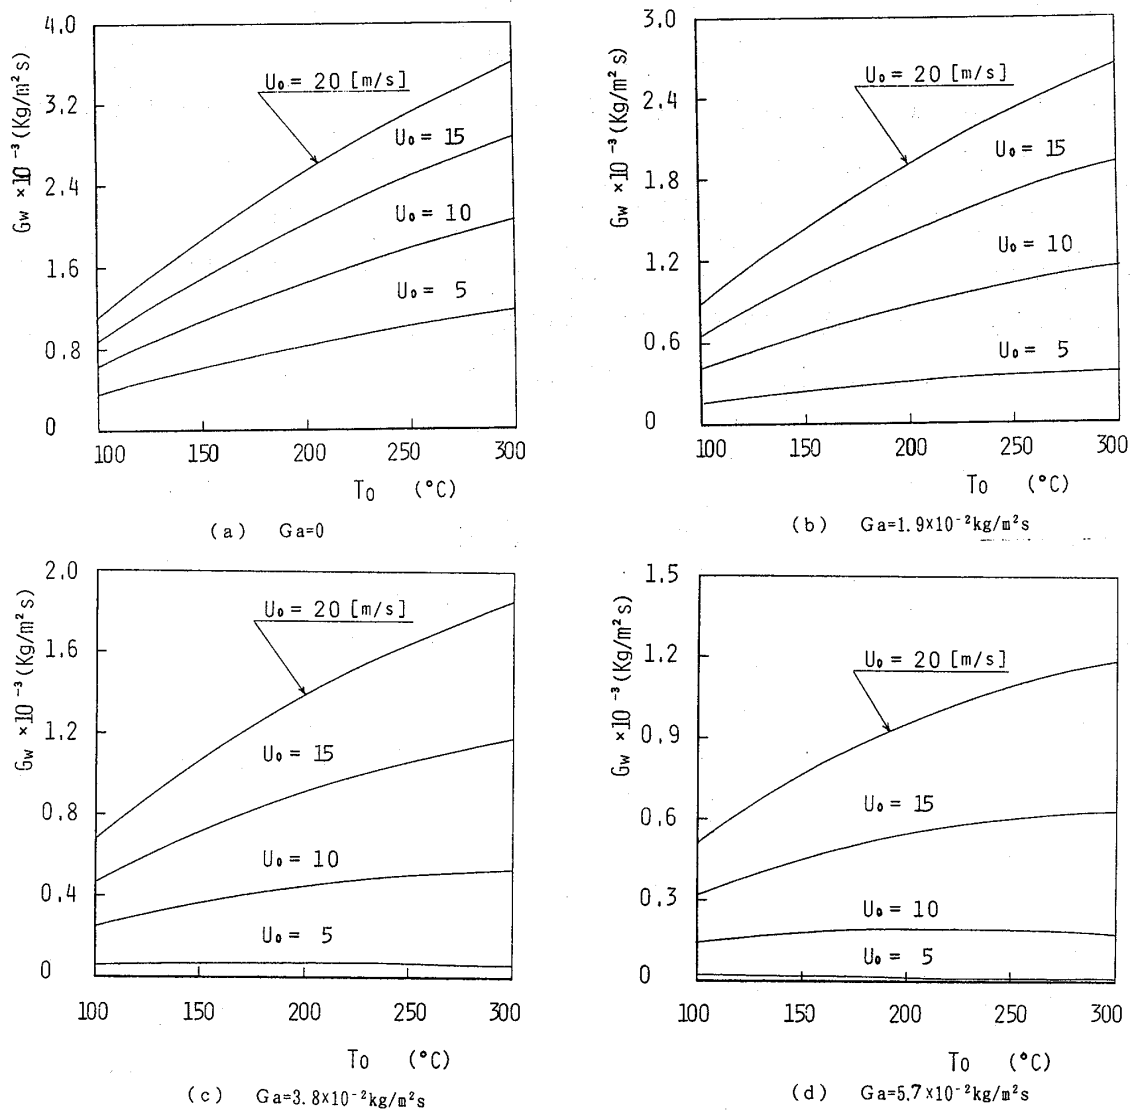 4.0
3.2
2.4
1.6
0.8
0
Gw ×10⁻³ (Kg/m² s)
U₀ = 20 [m/s]
U₀ = 15
U₀ = 10
U₀ = 5
100 150 200 250 300
T₀ (°C)
(a) Ga=0
3.0
2.4
1.8
1.2
0.6
0
Gw ×10⁻³ (Kg/m² s)
U₀ = 20 [m/s]
U₀ = 15
U₀ = 10
U₀ = 5
100 150 200 250 300
T₀ (°C)
(b) Ga=1.9×10⁻²kg/m²s
2.0
1.6
1.2
0.8
0.4
0
Gw ×10⁻³ (Kg/m² s)
U₀ = 20 [m/s]
U₀ = 15
U₀ = 10
U₀ = 5
100 150 200 250 300
T₀ (°C)
(c) Ga=3.8×10⁻²kg/m²s
1.5
1.2
0.9
0.6
0.3
0
Gw ×10⁻³ (Kg/m² s)
U₀ = 20 [m/s]
U₀ = 15
U₀ = 10
U₀ = 5
100 150 200 250 300
T₀ (°C)
(d) Ga=5.7×10⁻²kg/m²s